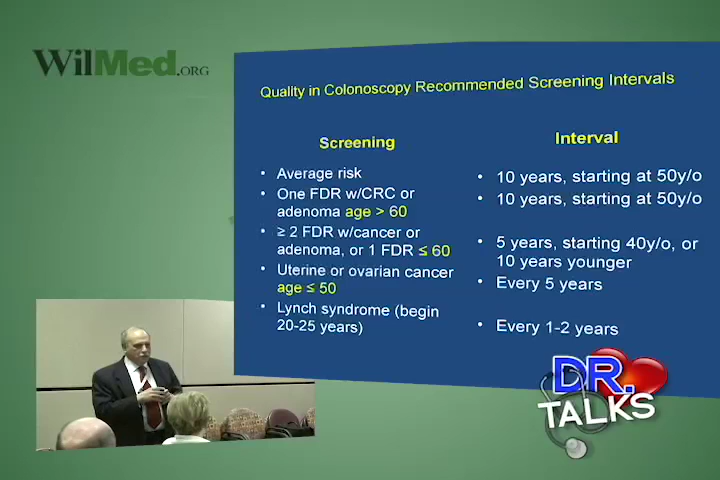 WilMed.ORG
Quality in Colonoscopy Recommended Screening Intervals
Screening
• Average risk
• One FDR w/CRC or
adenoma age > 60
• ≥ 2 FDR w/cancer or
adenoma, or 1 FDR ≤ 60
• Uterine or ovarian cancer
age ≤ 50
• Lynch syndrome (begin
20-25 years)
Interval
• 10 years, starting at 50y/o
• 10 years, starting at 50y/o
• 5 years, starting 40y/o, or
10 years younger
• Every 5 years
• Every 1-2 years
DR.
TALKS